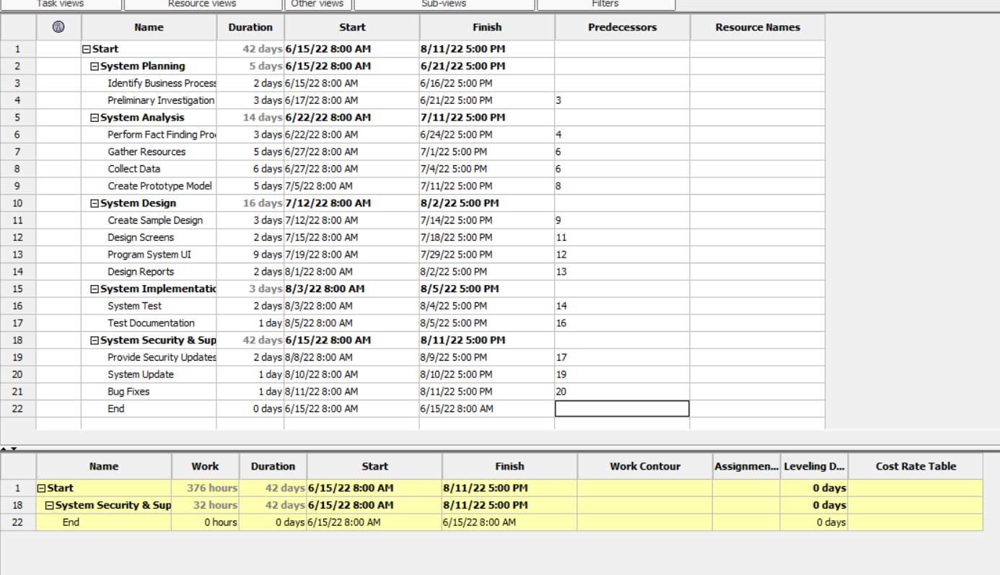 Task views Resource views Other views Sub-views Filters
Name Duration Start Finish Predecessors Resource Names
1 Start 42 days 6/15/22 8:00 AM 8/11/22 5:00 PM
2 System Planning 5 days 6/15/22 8:00 AM 6/21/22 5:00 PM
3 Identify Business Process 2 days 6/15/22 8:00 AM 6/16/22 5:00 PM
4 Preliminary Investigation 3 days 6/17/22 8:00 AM 6/21/22 5:00 PM 3
5 System Analysis 14 days 6/22/22 8:00 AM 7/11/22 5:00 PM
6 Perform Fact Finding Pro 3 days 6/22/22 8:00 AM 6/24/22 5:00 PM 4
7 Gather Resources 5 days 6/27/22 8:00 AM 7/1/22 5:00 PM 6
8 Collect Data 6 days 6/27/22 8:00 AM 7/4/22 5:00 PM 6
9 Create Prototype Model 5 days 7/5/22 8:00 AM 7/11/22 5:00 PM 8
10 System Design 16 days 7/12/22 8:00 AM 8/2/22 5:00 PM
11 Create Sample Design 3 days 7/12/22 8:00 AM 7/14/22 5:00 PM 9
12 Design Screens 2 days 7/15/22 8:00 AM 7/18/22 5:00 PM 11
13 Program System UI 9 days 7/19/22 8:00 AM 7/29/22 5:00 PM 12
14 Design Reports 2 days 8/1/22 8:00 AM 8/2/22 5:00 PM 13
15 System Implementatic 3 days 8/3/22 8:00 AM 8/5/22 5:00 PM
16 System Test 2 days 8/3/22 8:00 AM 8/4/22 5:00 PM 14
17 Test Documentation 1 day 8/5/22 8:00 AM 8/5/22 5:00 PM 16
18 System Security & Sup 42 days 6/15/22 8:00 AM 8/11/22 5:00 PM
19 Provide Security Updates 2 days 8/8/22 8:00 AM 8/9/22 5:00 PM 17
20 System Update 1 day 8/10/22 8:00 AM 8/10/22 5:00 PM 19
21 Bug Fixes 1 day 8/11/22 8:00 AM 8/11/22 5:00 PM 20
22 End 0 days 6/15/22 8:00 AM 6/15/22 8:00 AM
Name Work Duration Start Finish Work Contour Assignmen... Leveling D... Cost Rate Table
1 Start 376 hours 42 days 6/15/22 8:00 AM 8/11/22 5:00 PM 0 days
18 System Security & Sup 32 hours 42 days 6/15/22 8:00 AM 8/11/22 5:00 PM 0 days
22 End 0 hours 0 days 6/15/22 8:00 AM 6/15/22 8:00 AM 0 days